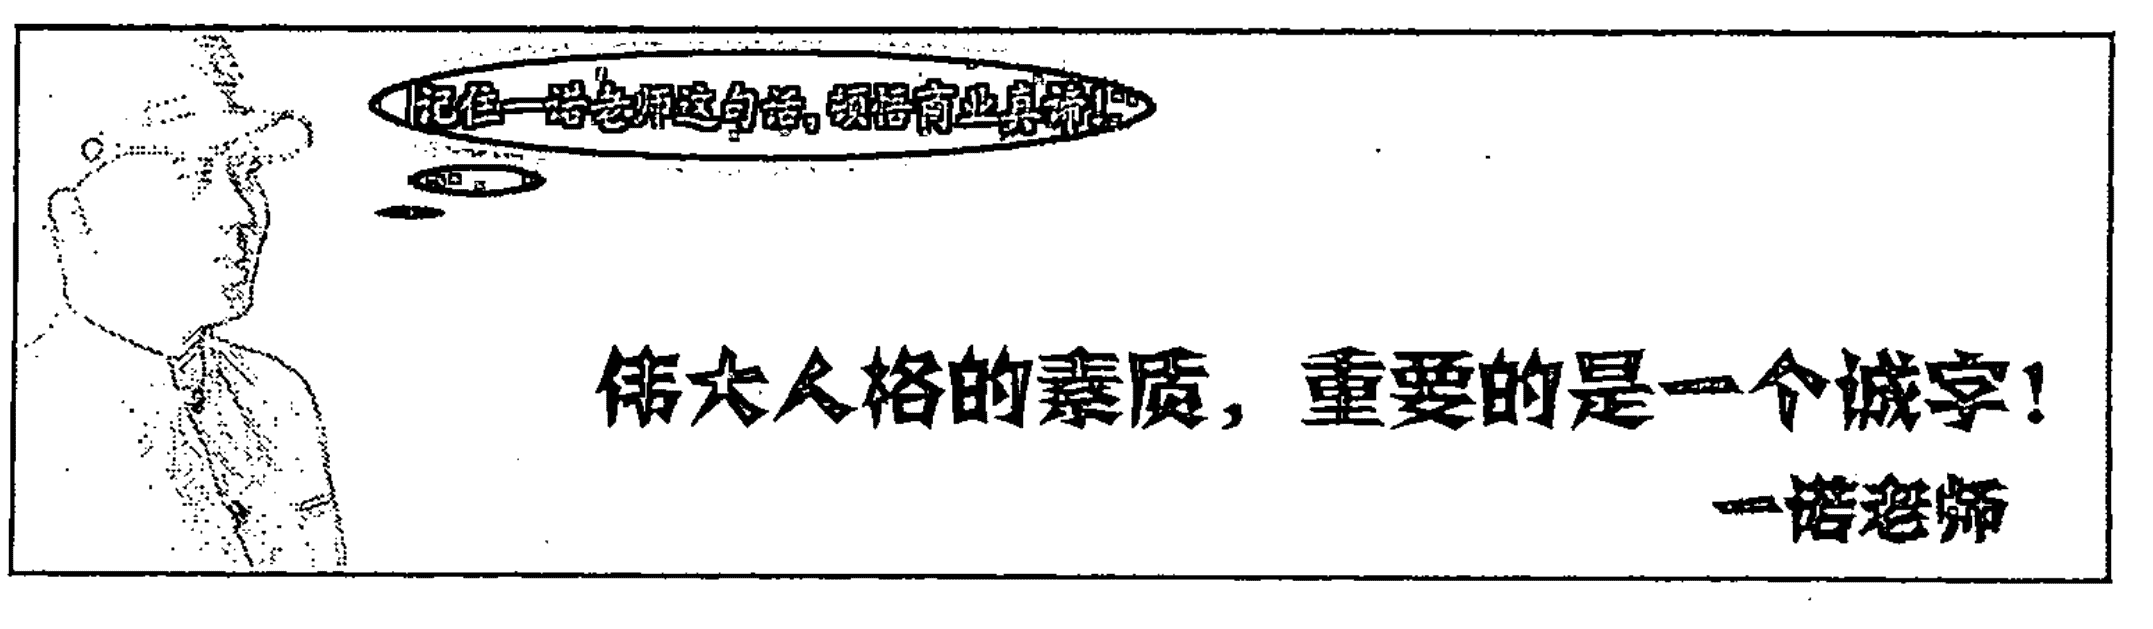 记住一诺老师这句话,领悟商业真谛!
伟大人格的素质，重要的是一个诚字！
一诺老师